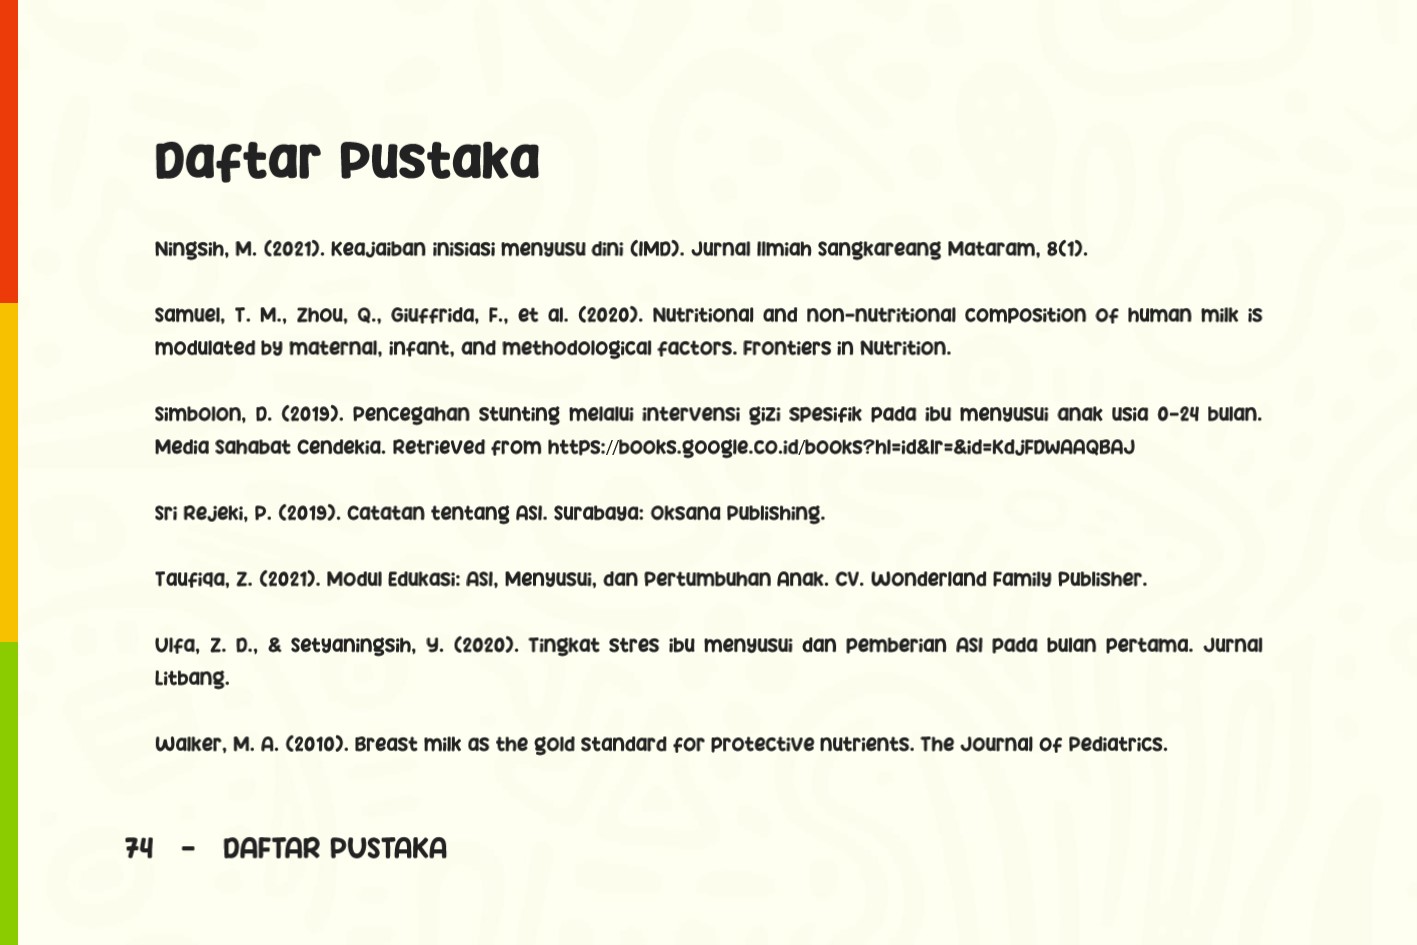 Daftar Pustaka
Ningsih, M. (2021). Keajaiban inisiasi menyusu dini (IMD). Jurnal Ilmiah Sangkareang Mataram, 8(1).
Samuel, T. M., Zhou, Q., Giuffrida, F., et al. (2020). Nutritional and non-nutritional composition of human milk is
modulated by maternal, infant, and methodological factors. Frontiers in Nutrition.
Simbolon, D. (2019). Pencegahan stunting melalui intervensi gizi spesifik pada ibu menyusui anak usia 0-24 bulan.
Media Sahabat Cendekia. Retrieved from https://books.google.co.id/books?hl=id&lr=&id=KdjFDWAAQBAJ
Sri Rejeki, P. (2019). Catatan tentang ASI. Surabaya: Oksana Publishing.
Taufiqa, Z. (2021). Modul Edukasi: ASI, Menyusui, dan Pertumbuhan Anak. CV. Wonderland Family Publisher.
Ulfa, Z. D., & Setyaningsih, Y. (2020). Tingkat stres ibu menyusui dan pemberian ASI pada bulan pertama. Jurnal
Litbang.
Walker, M. A. (2010). Breast milk as the gold standard for protective nutrients. The Journal of Pediatrics.
74 - DAFTAR PUSTAKA